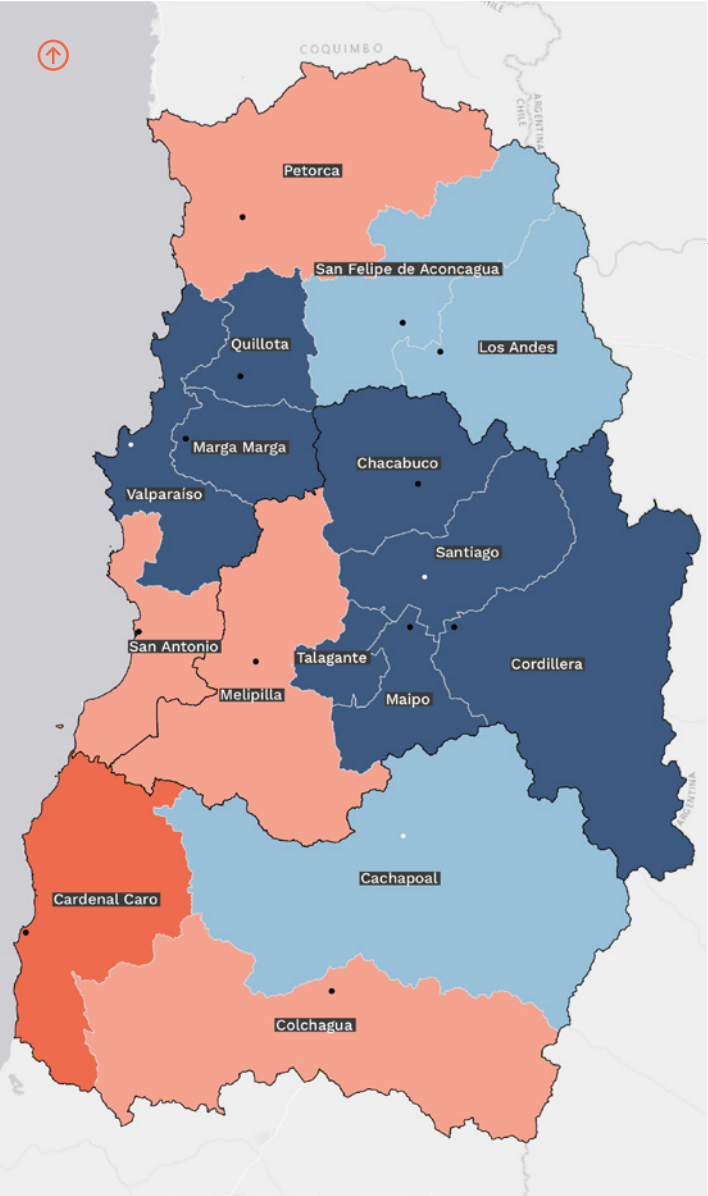 CHILE
COQUIMBO
ARGENTINA
CHILE
Petorca
San Felipe de Aconcagua
Quillota
Los Andes
Marga Marga
Chacabuco
Valparaíso
Santiago
San Antonio
Talagante
Cordillera
Melipilla
Maipo
ARGENTINA
Cachapoal
Cardenal Caro
Colchagua